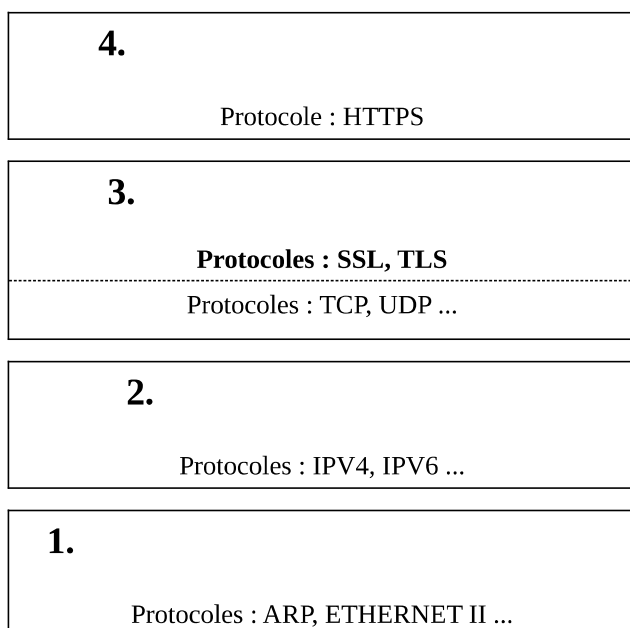 4.
Protocole : HTTPS
3.
Protocoles : SSL, TLS
Protocoles : TCP, UDP ...
2.
Protocoles : IPV4, IPV6 ...
1.
Protocoles : ARP, ETHERNET II ...